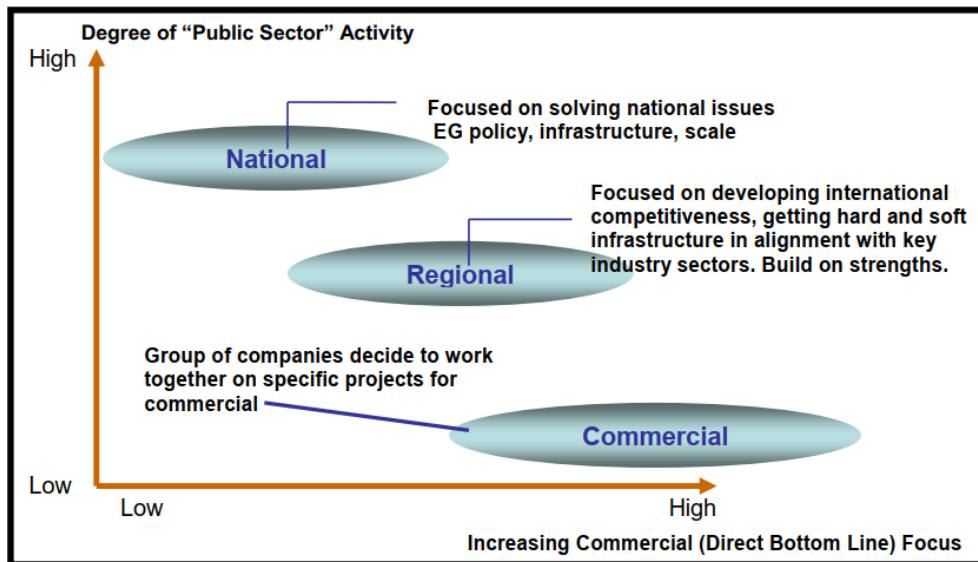 Degree of “Public Sector” Activity
High
Focused on solving national issues
EG policy, infrastructure, scale
National
Focused on developing international
competitiveness, getting hard and soft
infrastructure in alignment with key
industry sectors. Build on strengths.
Regional
Group of companies decide to work
together on specific projects for
commercial
Commercial
Low
Low
High
Increasing Commercial (Direct Bottom Line) Focus